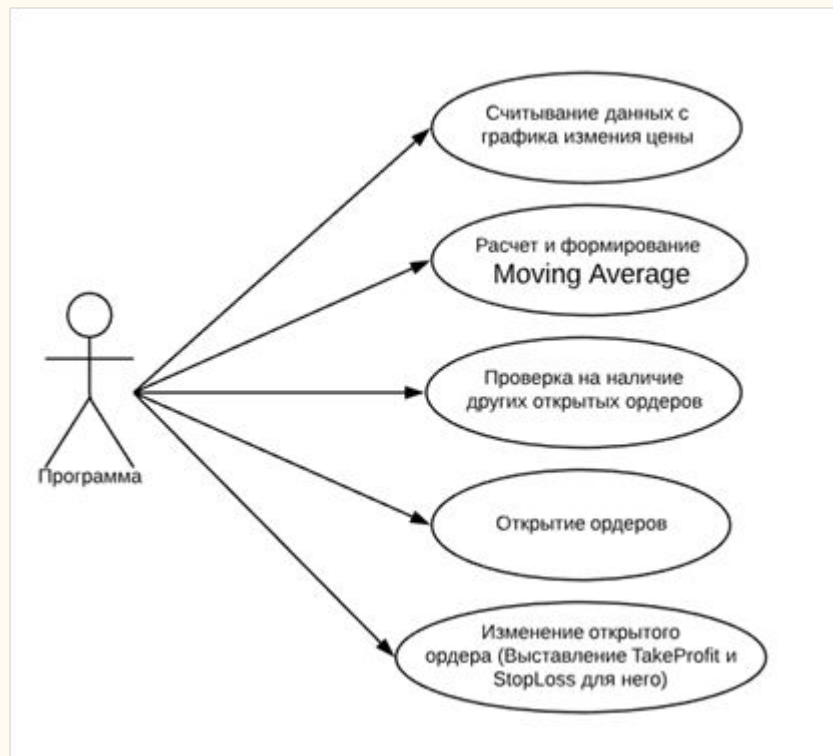 Считывание данных с
графика измения цены
Расчет и формирование
Moving Average
Проверка на наличие
других открытых ордеров
Программа
Открытие ордеров
Изменение открытого
ордера (Выставление TakeProfit и
StopLoss для него)